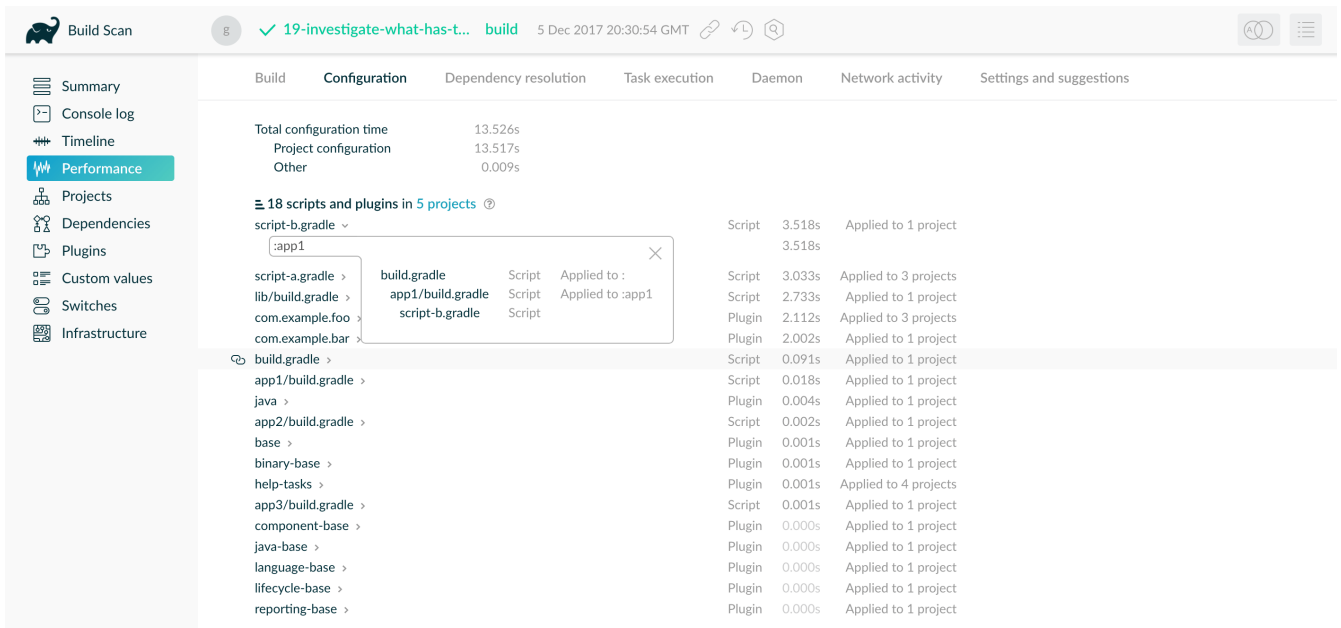 Build Scan
g 19-investigate-what-has-t... build 5 Dec 2017 20:30:54 GMT
Summary
Console log
Timeline
Performance
Projects
Dependencies
Plugins
Custom values
Switches
Infrastructure
Build Configuration Dependency resolution Task execution Daemon Network activity Settings and suggestions
Total configuration time 13.526s
Project configuration 13.517s
Other 0.009s
18 scripts and plugins in 5 projects ?
script-b.gradle Script 3.518s Applied to 1 project
:app1 3.518s
build.gradle Script Applied to :
app1/build.gradle Script Applied to :app1
script-b.gradle Script
script-a.gradle Script 3.033s Applied to 3 projects
lib/build.gradle Script 2.733s Applied to 1 project
com.example.foo Plugin 2.112s Applied to 3 projects
com.example.bar Plugin 2.002s Applied to 1 project
build.gradle Script 0.091s Applied to 1 project
app1/build.gradle Script 0.018s Applied to 1 project
java Plugin 0.004s Applied to 1 project
app2/build.gradle Script 0.002s Applied to 1 project
base Plugin 0.001s Applied to 1 project
binary-base Plugin 0.001s Applied to 1 project
help-tasks Plugin 0.001s Applied to 4 projects
app3/build.gradle Script 0.001s Applied to 1 project
component-base Plugin 0.000s Applied to 1 project
java-base Plugin 0.000s Applied to 1 project
language-base Plugin 0.000s Applied to 1 project
lifecycle-base Plugin 0.000s Applied to 1 project
reporting-base Plugin 0.000s Applied to 1 project